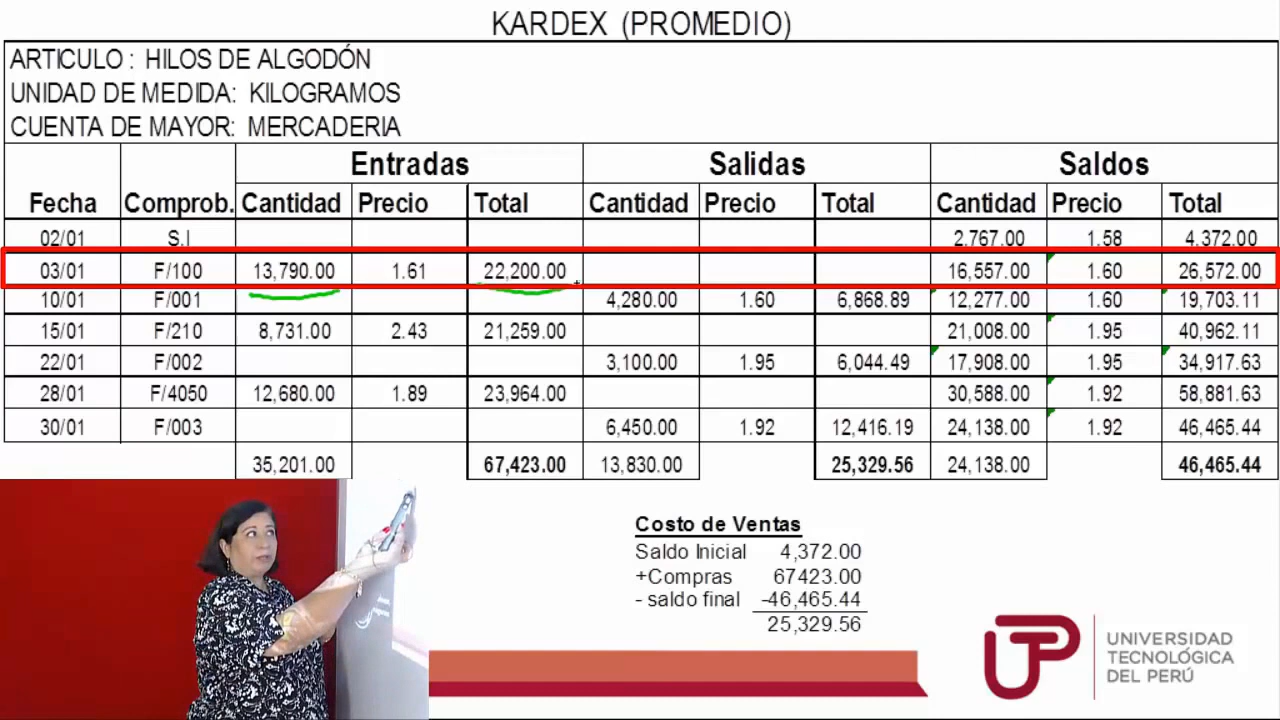 KARDEX (PROMEDIO)
ARTICULO : HILOS DE ALGODÓN
UNIDAD DE MEDIDA: KILOGRAMOS
CUENTA DE MAYOR: MERCADERIA
Entradas Salidas Saldos
Fecha Comprob. Cantidad Precio Total Cantidad Precio Total Cantidad Precio Total
02/01 S.I 2.767.00 1.58 4.372.00
03/01 F/100 13,790.00 1.61 22,200.00 16,557.00 1.60 26,572.00
10/01 F/001 4,280.00 1.60 6,868.89 12,277.00 1.60 19,703.11
15/01 F/210 8,731.00 2.43 21,259.00 21,008.00 1.95 40,962.11
22/01 F/002 3,100.00 1.95 6,044.49 17,908.00 1.95 34,917.63
28/01 F/4050 12,680.00 1.89 23,964.00 30,588.00 1.92 58,881.63
30/01 F/003 6,450.00 1.92 12,416.19 24,138.00 1.92 46,465.44
35,201.00 67,423.00 13,830.00 25,329.56 24,138.00 46,465.44
Costo de Ventas
Saldo Inicial 4,372.00
+Compras 67423.00
- saldo final -46,465.44
25,329.56
UTP
UNIVERSIDAD
TECNOLÓGICA
DEL PERÚ